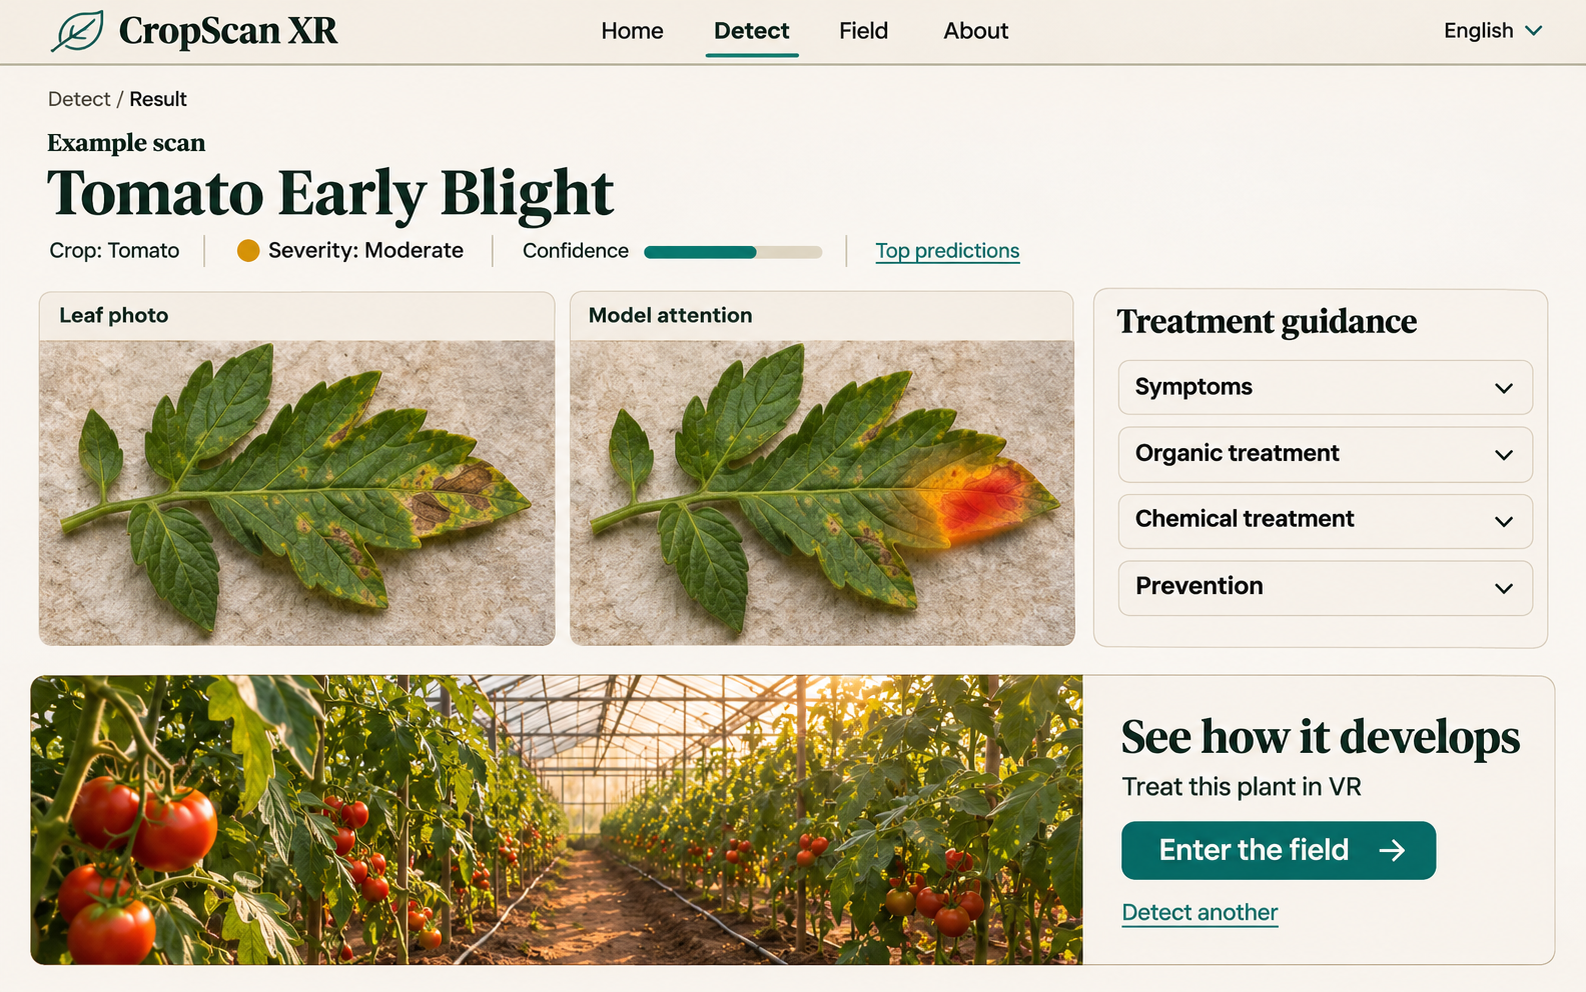 CropScan XR
Home
Detect
Field
About
English
Detect / Result
Example scan
Tomato Early Blight
Crop: Tomato
Severity: Moderate
Confidence
Top predictions
Leaf photo
Model attention
Treatment guidance
Symptoms
Organic treatment
Chemical treatment
Prevention
See how it develops
Treat this plant in VR
Enter the field →
Detect another